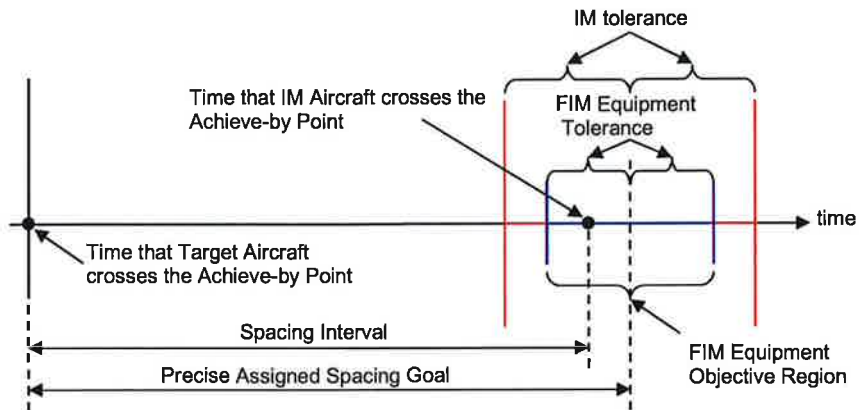 IM tolerance
Time that IM Aircraft crosses the
Achieve-by Point
FIM Equipment
Tolerance
time
Time that Target Aircraft
crosses the Achieve-by Point
Spacing Interval
FIM Equipment
Objective Region
Precise Assigned Spacing Goal